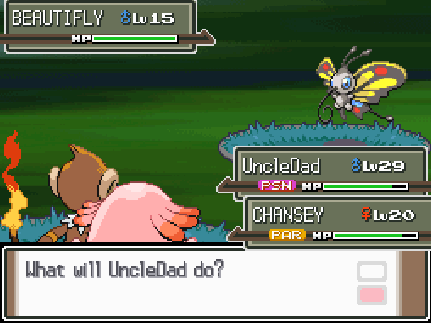 BEAUTIFLY ♂Lv15
HP
UncleDad ♂Lv29
PSN HP
CHANSEY ♀Lv20
PAR HP
What will UncleDad do?